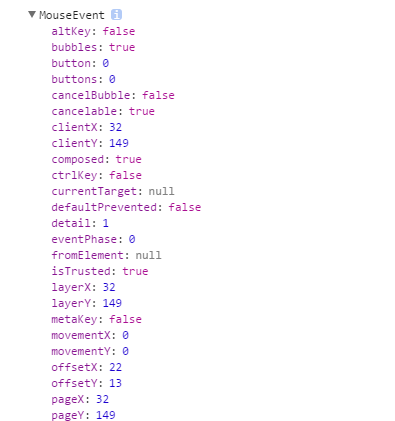 MouseEvent i
altKey: false
bubbles: true
button: 0
buttons: 0
cancelBubble: false
cancelable: true
clientX: 32
clientY: 149
composed: true
ctrlKey: false
currentTarget: null
defaultPrevented: false
detail: 1
eventPhase: 0
fromElement: null
isTrusted: true
layerX: 32
layerY: 149
metaKey: false
movementX: 0
movementY: 0
offsetX: 22
offsetY: 13
pageX: 32
pageY: 149